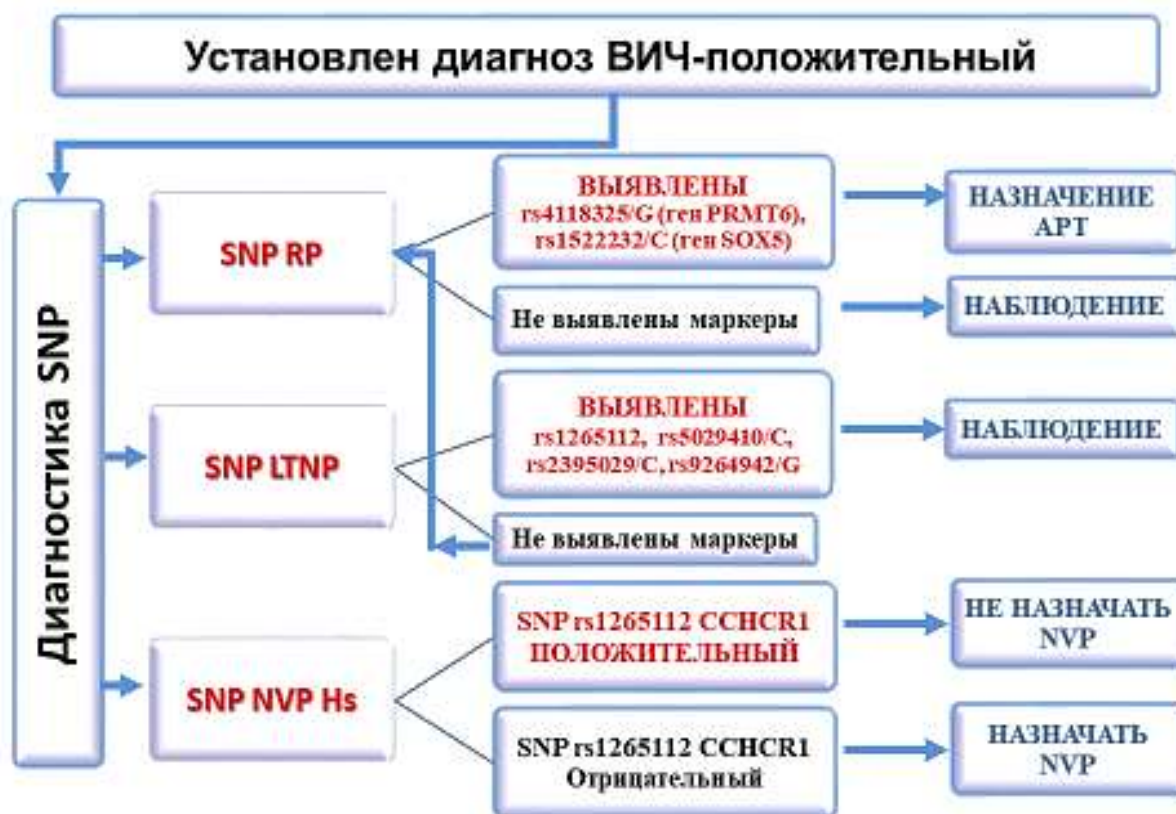 Установлен диагноз ВИЧ-положительный
Диагностика SNP
SNP RP
ВЫЯВЛЕНЫ
rs4118325/G (ген PRMT6),
rs1522232/C (ген SOX5)
НАЗНАЧЕНИЕ
АРТ
Не выявлены маркеры
НАБЛЮДЕНИЕ
SNP LTNP
ВЫЯВЛЕНЫ
rs1265112, rs5029410/C,
rs2395029/C, rs9264942/G
НАБЛЮДЕНИЕ
Не выявлены маркеры
SNP NVP Hs
SNP rs1265112 CCHCR1
ПОЛОЖИТЕЛЬНЫЙ
НЕ НАЗНАЧАТЬ
NVP
SNP rs1265112 CCHCR1
Отрицательный
НАЗНАЧАТЬ
NVP